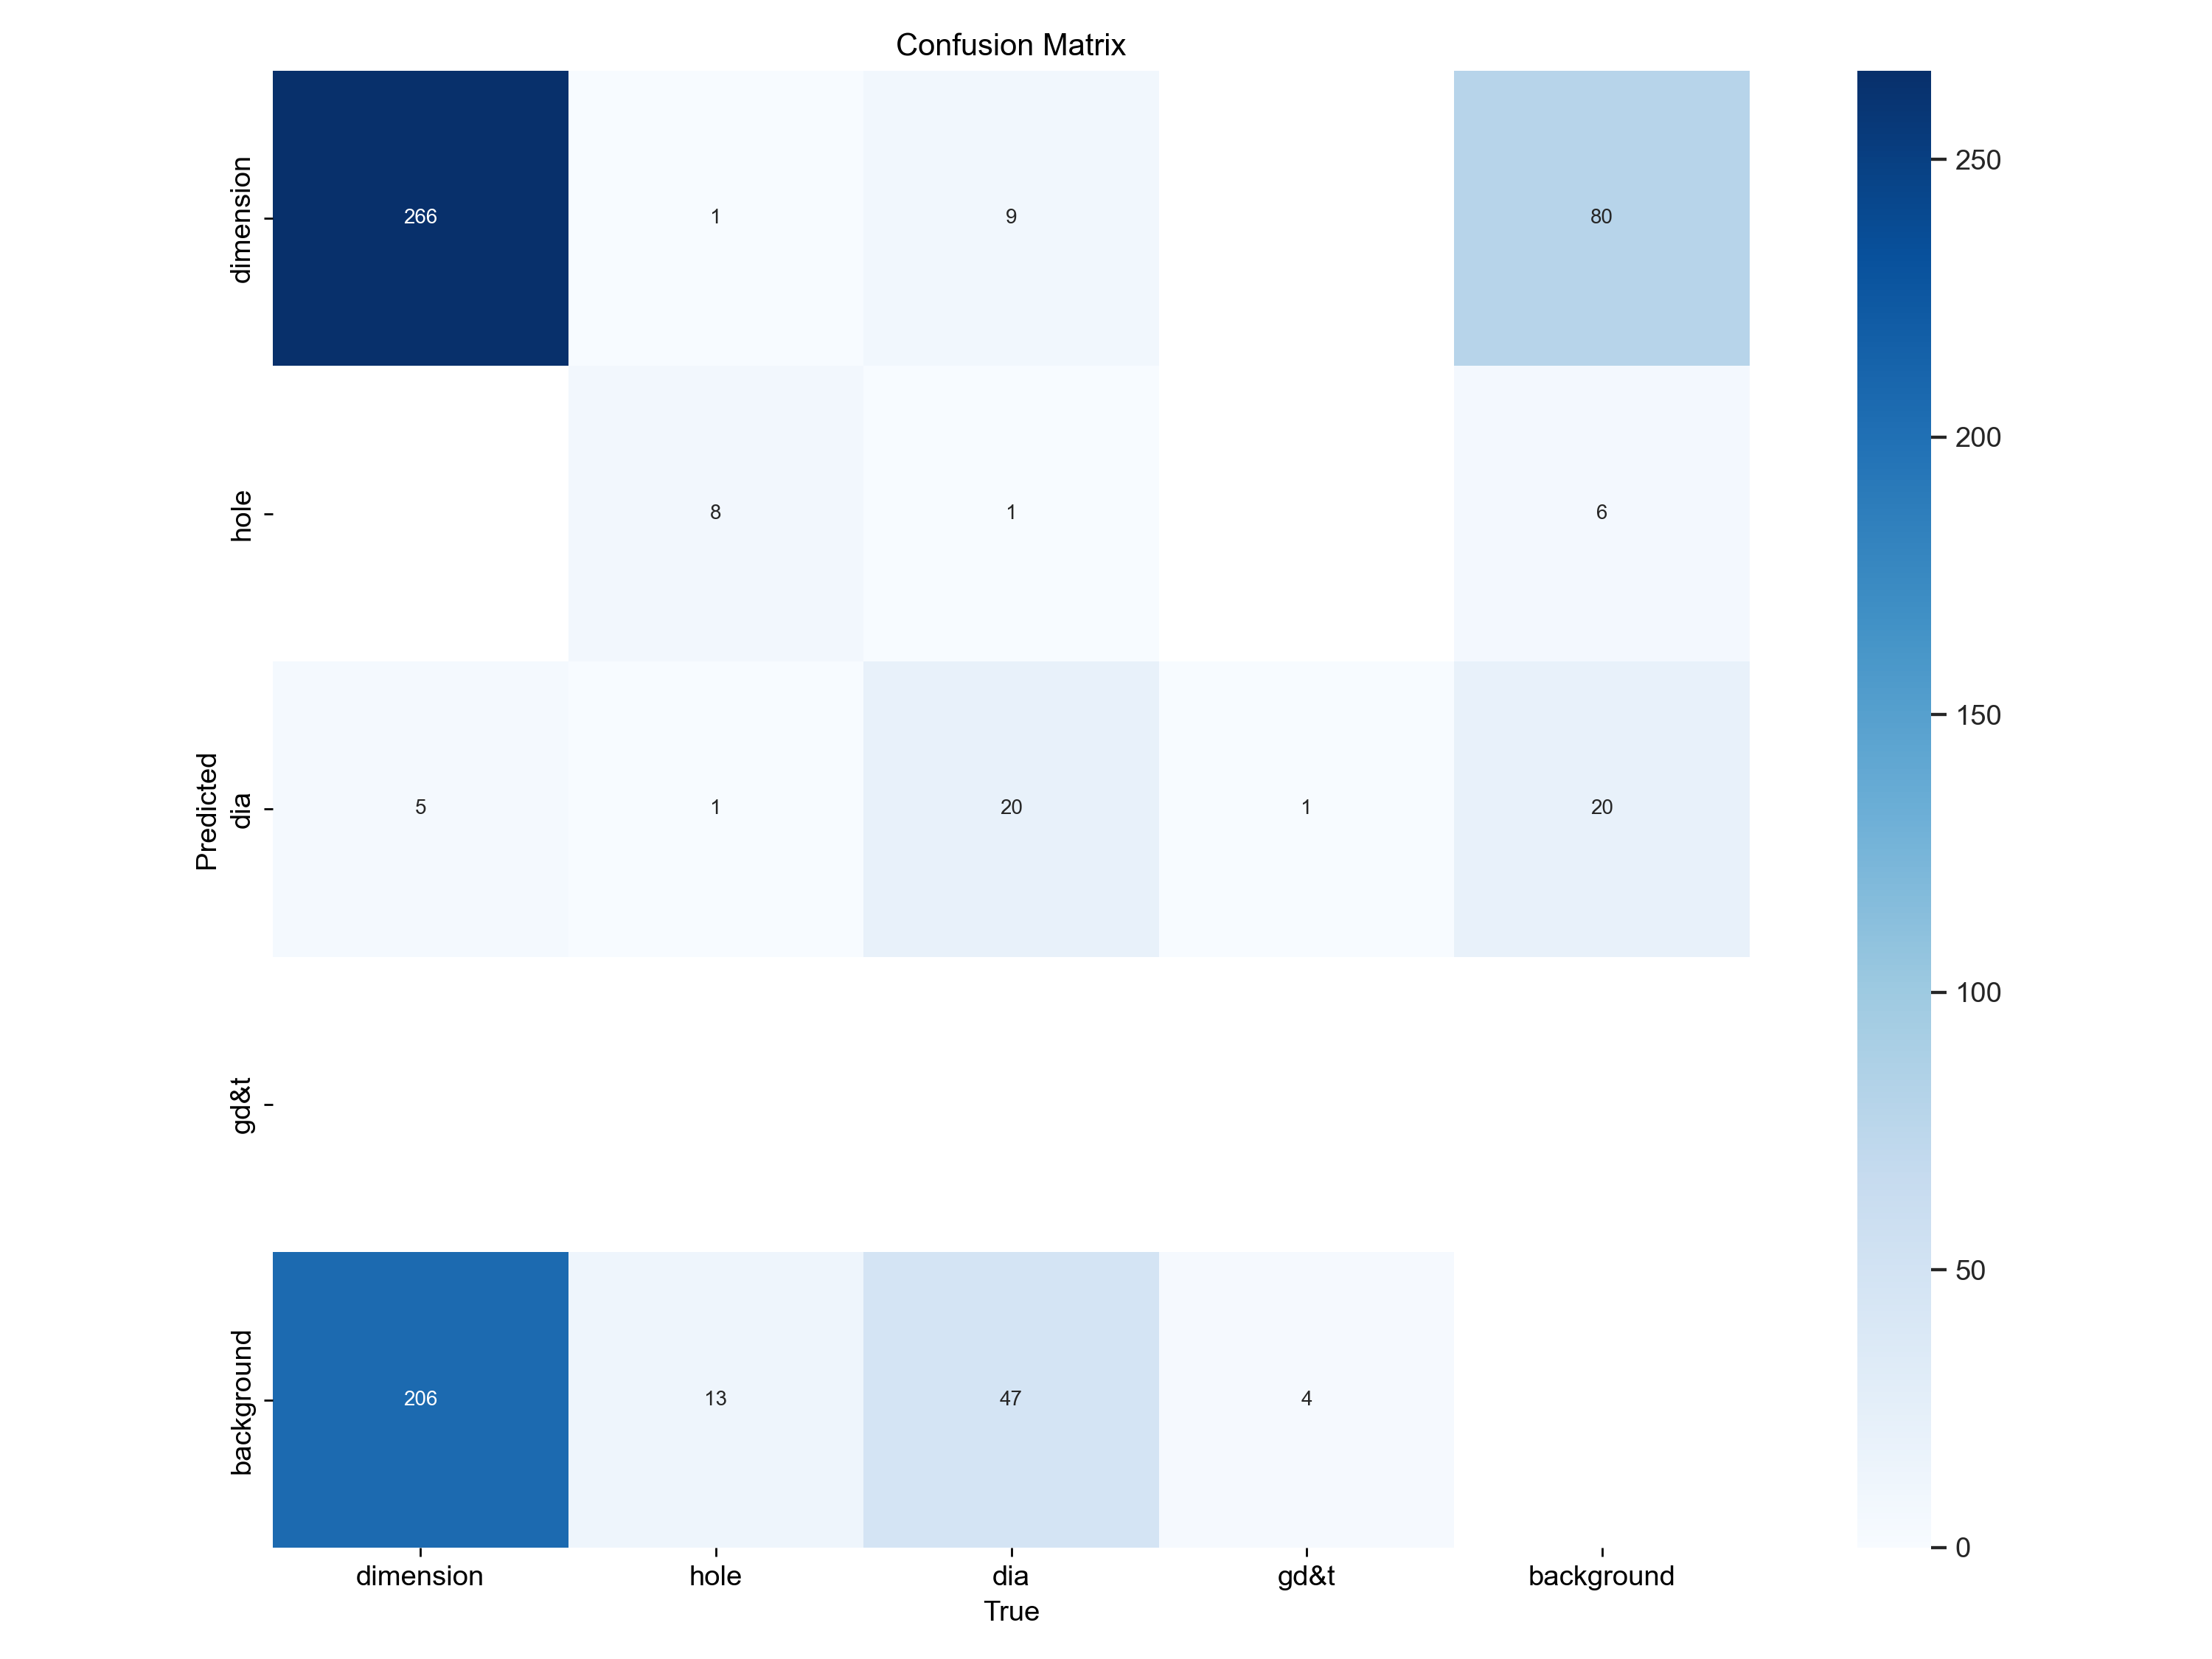 Confusion Matrix
dimension
266 1 9 80
250
hole
8 1 6
200
Predicted
dia
5 1 20 1 20
150
gd&t
100
background
206 13 47 4
50
0
dimension hole dia gd&t background
True